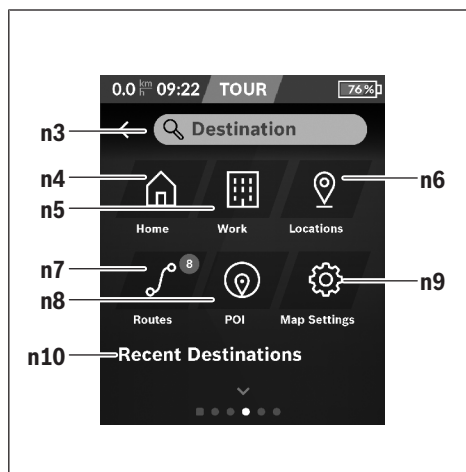 0.0 km/h 09:22 TOUR 76%
n3 Destination
n4
n6
n5
Home Work Locations
n7 8
n9
n8
Routes POI Map Settings
n10 Recent Destinations